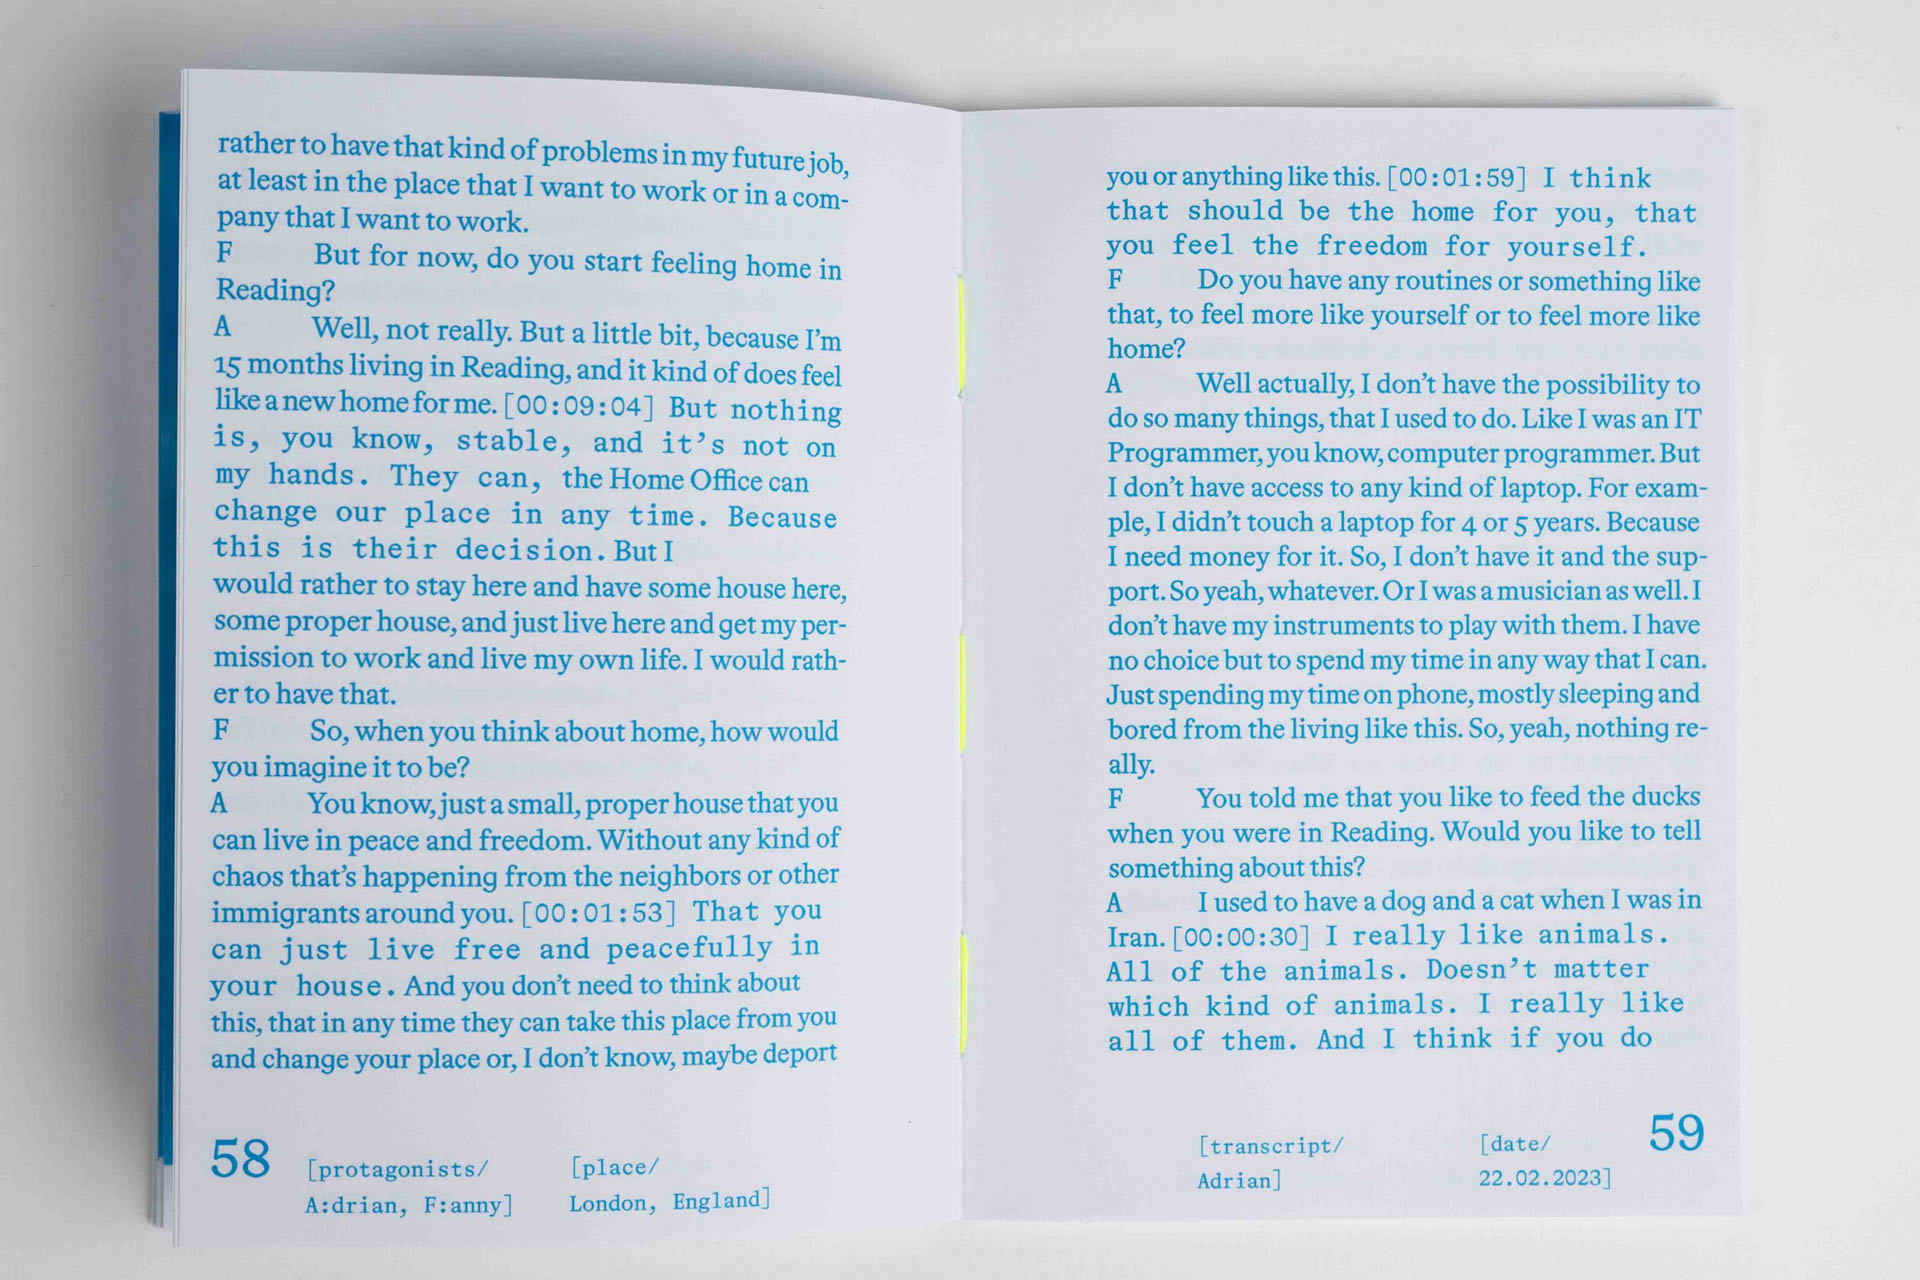 rather to have that kind of problems in my future job,
at least in the place that I want to work or in a com-
pany that I want to work.
F But for now, do you start feeling home in
Reading?
A Well, not really. But a little bit, because I’m
15 months living in Reading, and it kind of does feel
like a new home for me. [00:09:04] But nothing
is, you know, stable, and it’s not on
my hands. They can, the Home Office can
change our place in any time. Because
this is their decision. But I
would rather to stay here and have some house here,
some proper house, and just live here and get my per-
mission to work and live my own life. I would rath-
er to have that.
F So, when you think about home, how would
you imagine it to be?
A You know, just a small, proper house that you
can live in peace and freedom. Without any kind of
chaos that’s happening from the neighbors or other
immigrants around you. [00:01:53] That you
can just live free and peacefully in
your house. And you don’t need to think about
this, that in any time they can take this place from you
and change your place or, I don’t know, maybe deport
58
[protagonists/
A:drian, F:anny]
[place/
London, England]
you or anything like this. [00:01:59] I think
that should be the home for you, that
you feel the freedom for yourself.
F Do you have any routines or something like
that, to feel more like yourself or to feel more like
home?
A Well actually, I don’t have the possibility to
do so many things, that I used to do. Like I was an IT
Programmer, you know, computer programmer. But
I don’t have access to any kind of laptop. For exam-
ple, I didn’t touch a laptop for 4 or 5 years. Because
I need money for it. So, I don’t have it and the sup-
port. So yeah, whatever. Or I was a musician as well. I
don’t have my instruments to play with them. I have
no choice but to spend my time in any way that I can.
Just spending my time on phone, mostly sleeping and
bored from the living like this. So, yeah, nothing re-
ally.
F You told me that you like to feed the ducks
when you were in Reading. Would you like to tell
something about this?
A I used to have a dog and a cat when I was in
Iran. [00:00:30] I really like animals.
All of the animals. Doesn’t matter
which kind of animals. I really like
all of them. And I think if you do
[transcript/
Adrian]
[date/
22.02.2023]
59